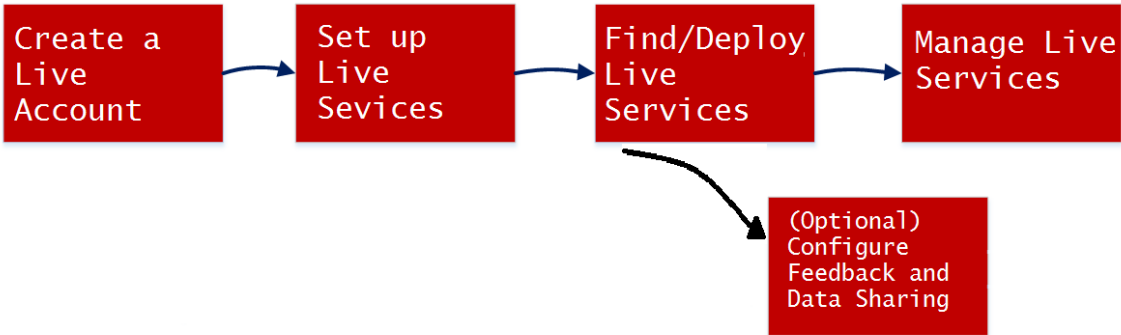 Create a
Live
Account
Set up
Live
Sevices
Find/Deploy
Live
Services
Manage Live
Services
(Optional)
Configure
Feedback and
Data Sharing